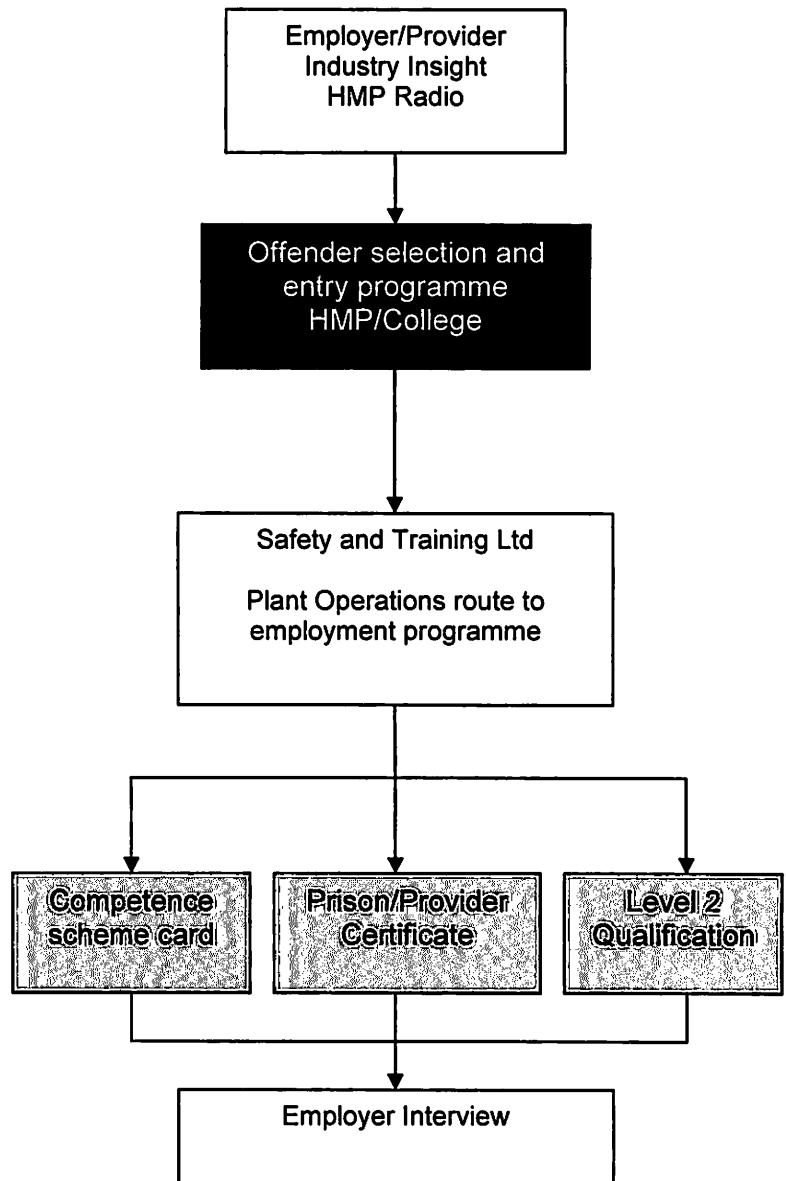 Employer/Provider
Industry Insight
HMP Radio
Offender selection and
entry programme
HMP/College
Safety and Training Ltd
Plant Operations route to
employment programme
Competence
scheme card
Prison/Provider
Certificate
Level 2
Qualification
Employer Interview